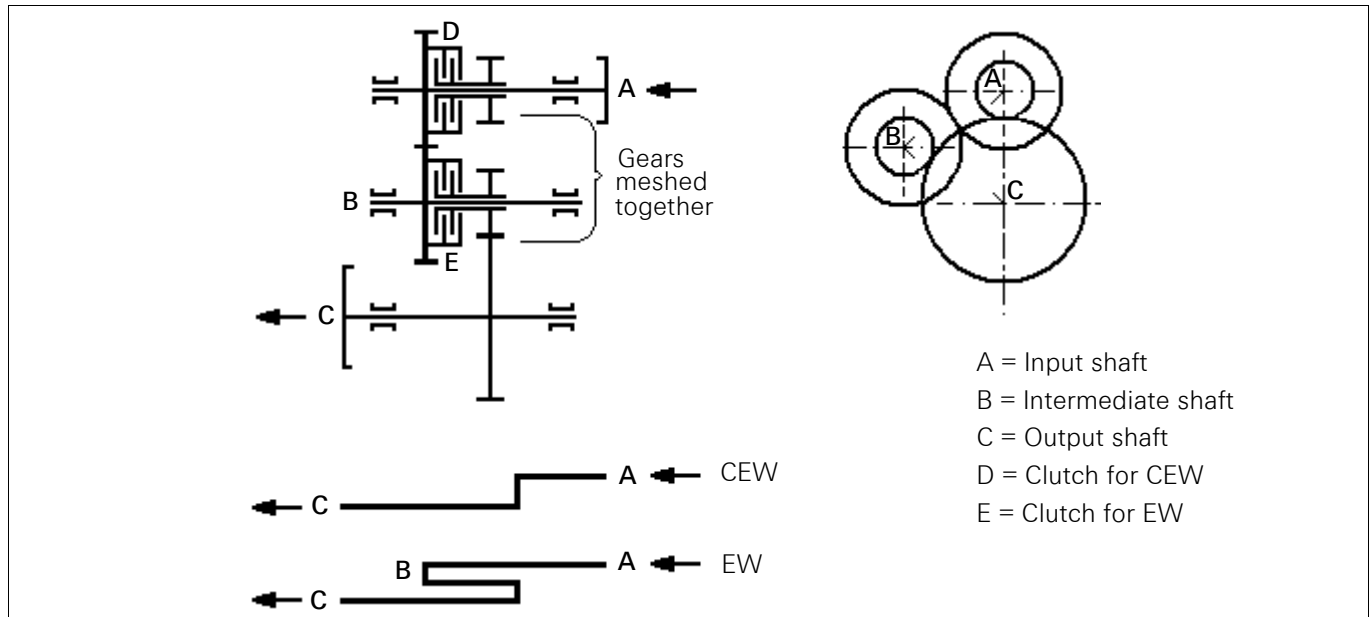 D
A
Gears
meshed
together
B
E
C
A
B
C
A = Input shaft
B = Intermediate shaft
C = Output shaft
D = Clutch for CEW
E = Clutch for EW
A CEW
C
A EW
B
C